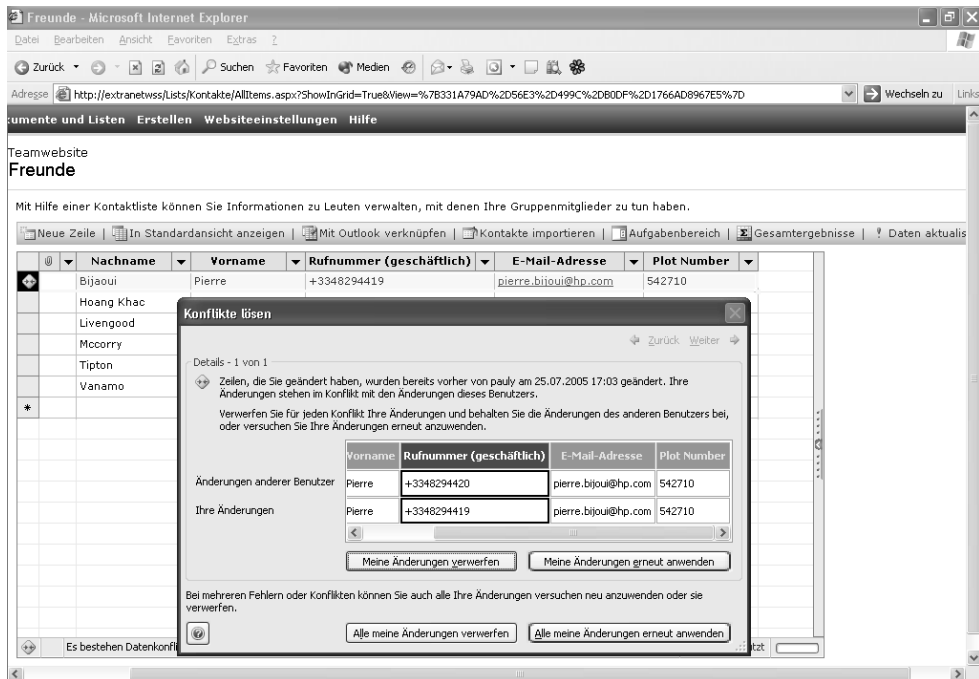 Freunde - Microsoft Internet Explorer
Datei Bearbeiten Ansicht Favoriten Extras ?
Zurück Suchen Favoriten Medien
Adresse http://extranetwss/Lists/Kontakte/AllItems.aspx?ShowInGrid=True&View=%7B331A79AD%2D56E3%2D499C%2DB0DF%2D1766AD8967E5%7D Wechseln zu Links
kumente und Listen Erstellen Websiteeinstellungen Hilfe
Teamwebsite
Freunde
Mit Hilfe einer Kontaktliste können Sie Informationen zu Leuten verwalten, mit denen Ihre Gruppenmitglieder zu tun haben.
Neue Zeile | In Standardansicht anzeigen | Mit Outlook verknüpfen | Kontakte importieren | Aufgabenbereich | Σ Gesamtergebnisse | ! Daten aktualis
Nachname Vorname Rufnummer (geschäftlich) E-Mail-Adresse Plot Number
Bijaoui Pierre +3348294419 pierre.bijoui@hp.com 542710
Hoang Khac
Livengood
Mccorry
Tipton
Vanamo
*
Konflikte lösen
Zurück Weiter
Details - 1 von 1
Zeilen, die Sie geändert haben, wurden bereits vorher von pauly am 25.07.2005 17:03 geändert. Ihre
Änderungen stehen im Konflikt mit den Änderungen dieses Benutzers.
Verwerfen Sie für jeden Konflikt Ihre Änderungen und behalten Sie die Änderungen des anderen Benutzers bei,
oder versuchen Sie Ihre Änderungen erneut anzuwenden.
Vorname Rufnummer (geschäftlich) E-Mail-Adresse Plot Number
Änderungen anderer Benutzer Pierre +3348294420 pierre.bijoui@hp.com 542710
Ihre Änderungen Pierre +3348294419 pierre.bijoui@hp.com 542710
Meine Änderungen verwerfen Meine Änderungen erneut anwenden
Bei mehreren Fehlern oder Konflikten können Sie auch alle Ihre Änderungen versuchen neu anzuwenden oder sie
verwerfen.
Alle meine Änderungen verwerfen Alle meine Änderungen erneut anwenden
Es bestehen Datenkonfli tzt